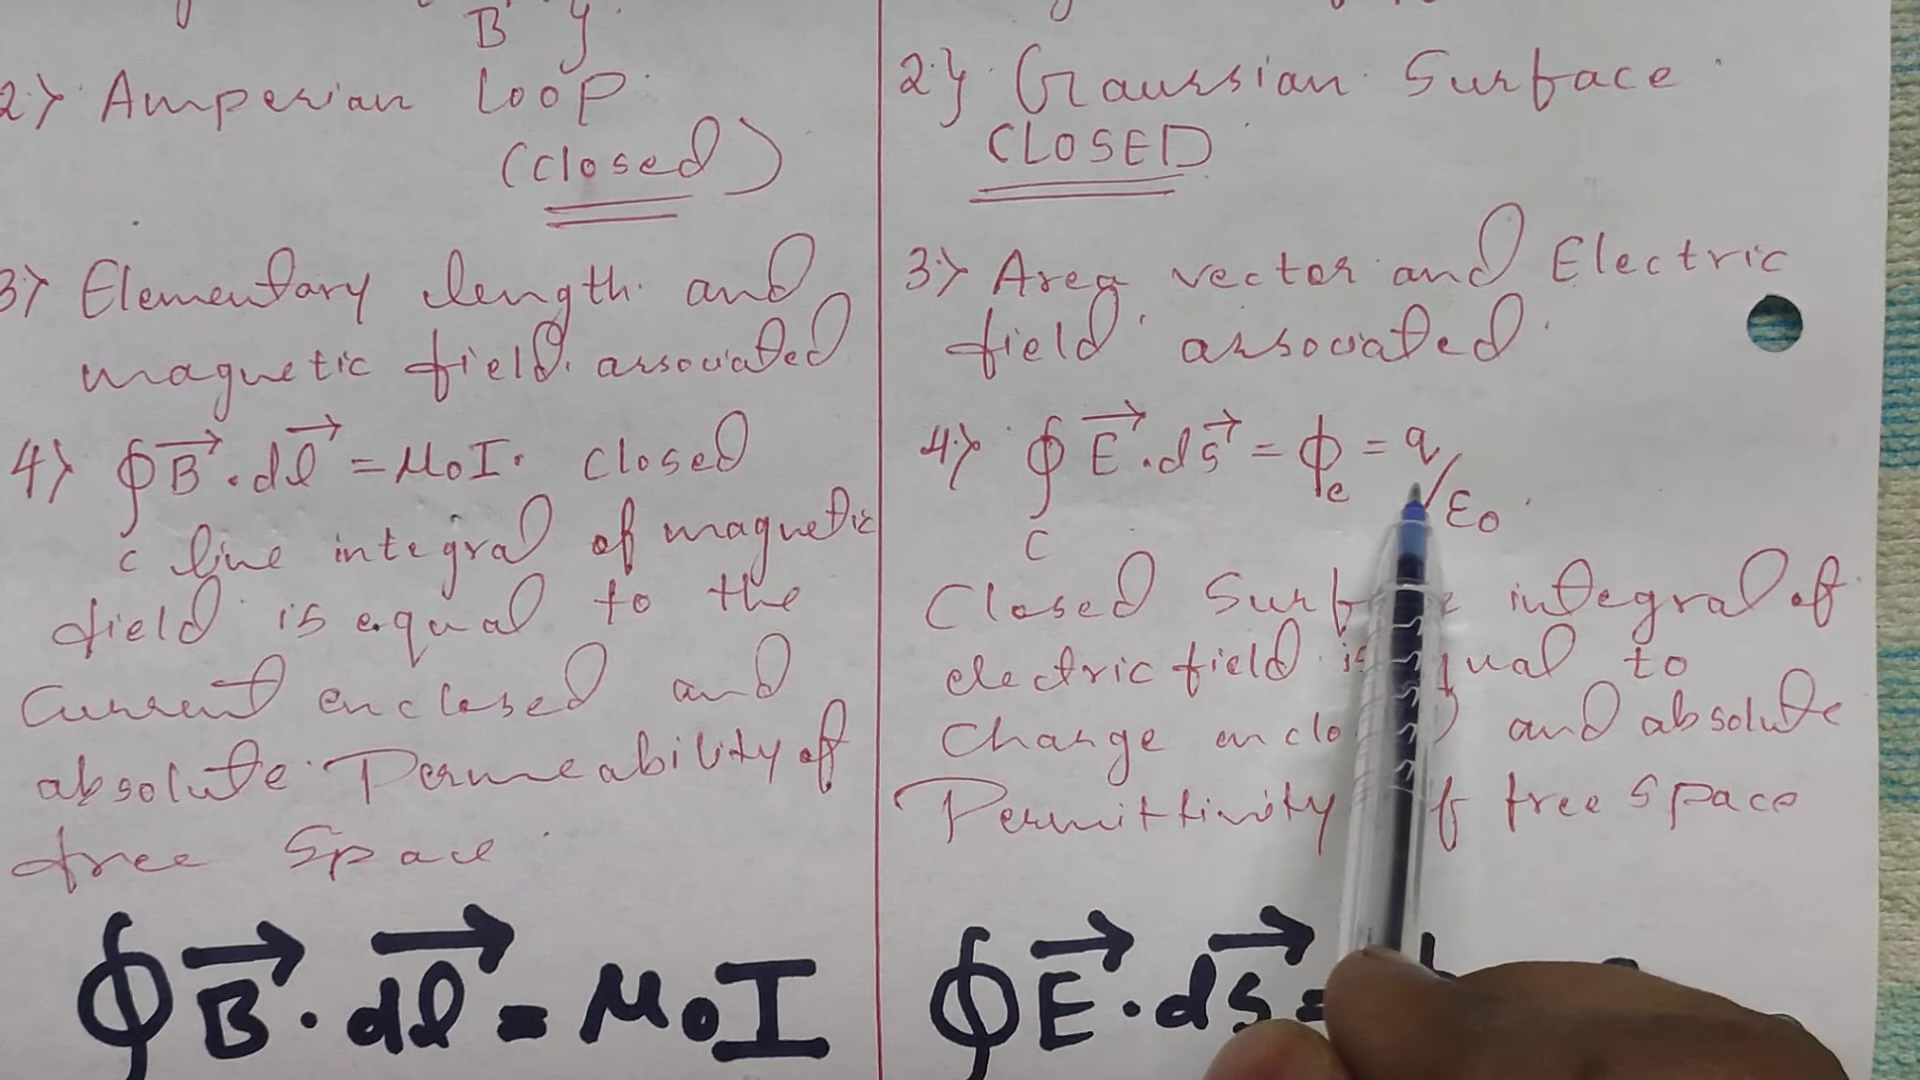 B
2) Amperian Loop
(closed)
3) Elementary length and
magnetic field associated
4) ∮B⃗.dl⃗ = μ0I. closed
c line integral of magnetic
field is equal to the
current enclosed and
absolute Permeability of
free Space
∮B⃗.dl⃗ = μ0I
2} Gaussian Surface
CLOSED
3) Area vector and Electric
field associated
4) ∮E⃗.ds⃗ = ϕe = q/ε0
C
Closed integral of
electric field is to
charge and absolute
Permittivity free space
∮E⃗.ds⃗ =